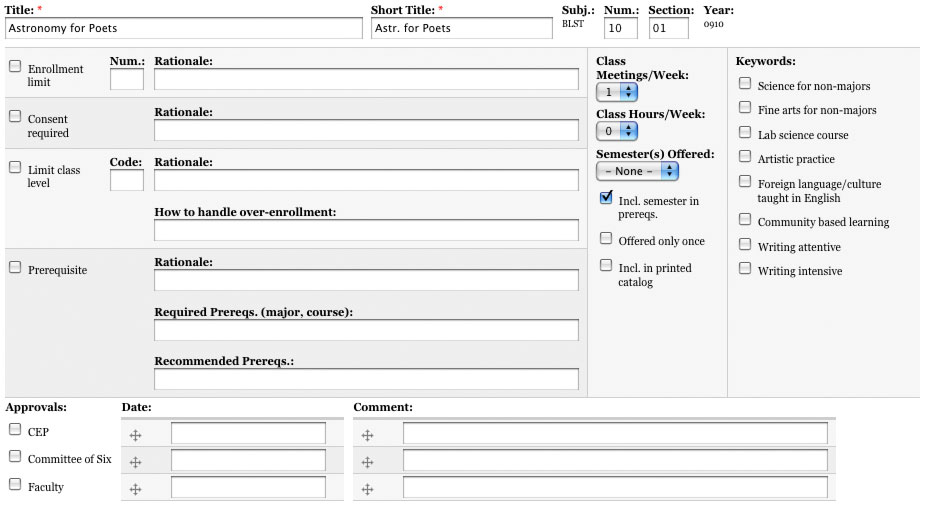 Title: * Short Title: * Subj.: Num.: Section: Year:
Astronomy for Poets Astr. for Poets BLST 10 01 0910
Enrollment limit Num.: Rationale:
Consent required Rationale:
Limit class level Code: Rationale:
How to handle over-enrollment:
Prerequisite Rationale:
Required Prereqs. (major, course):
Recommended Prereqs.:
Class
Meetings/Week:
1
Class Hours/Week:
0
Semester(s) Offered:
– None –
Incl. semester in
prereqs.
Offered only once
Incl. in printed
catalog
Keywords:
Science for non-majors
Fine arts for non-majors
Lab science course
Artistic practice
Foreign language/culture
taught in English
Community based learning
Writing attentive
Writing intensive
Approvals: Date: Comment:
CEP
Committee of Six
Faculty